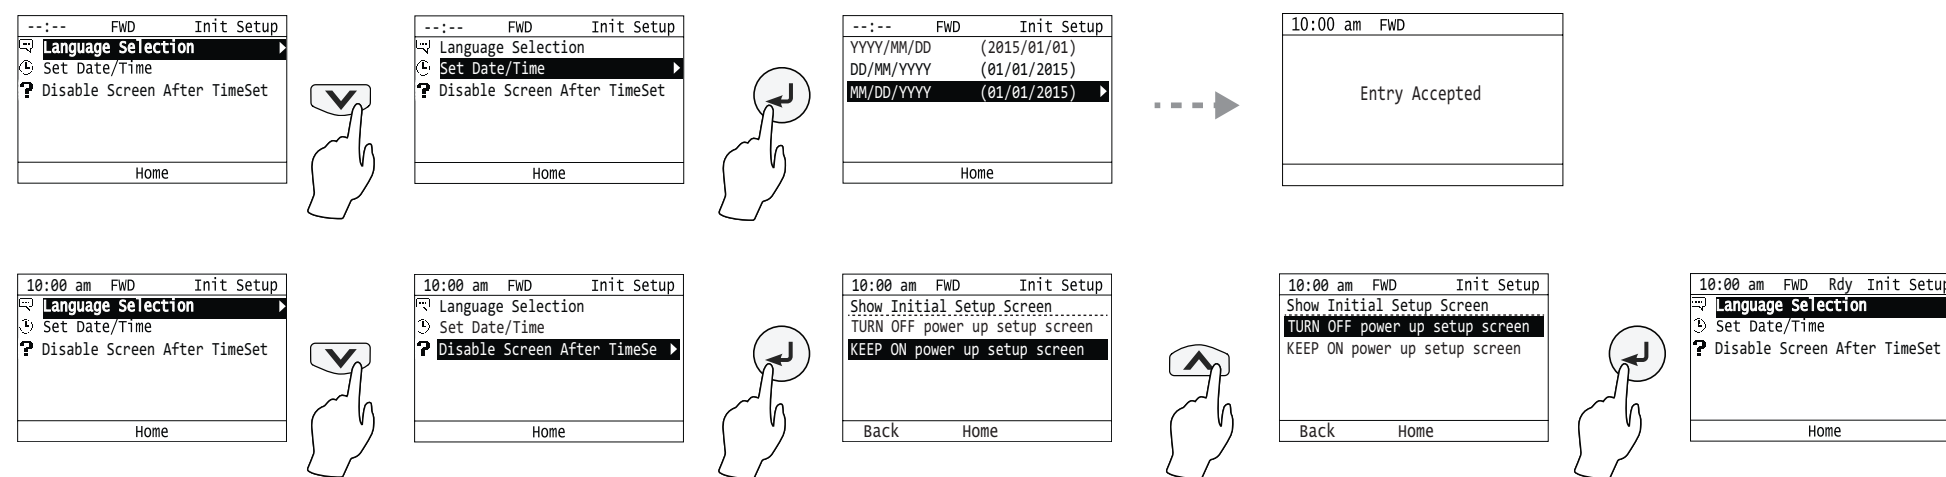 --:-- FWD Init Setup
Language Selection
Set Date/Time
? Disable Screen After TimeSet
Home
--:-- FWD Init Setup
Language Selection
Set Date/Time
? Disable Screen After TimeSet
Home
--:-- FWD Init Setup
YYYY/MM/DD (2015/01/01)
DD/MM/YYYY (01/01/2015)
MM/DD/YYYY (01/01/2015)
Home
10:00 am FWD
Entry Accepted
10:00 am FWD Init Setup
Language Selection
Set Date/Time
? Disable Screen After TimeSet
Home
10:00 am FWD Init Setup
Language Selection
Set Date/Time
? Disable Screen After TimeSe
Home
10:00 am FWD Init Setup
Show Initial Setup Screen
TURN OFF power up setup screen
KEEP ON power up setup screen
Back Home
10:00 am FWD Init Setup
Show Initial Setup Screen
TURN OFF power up setup screen
KEEP ON power up setup screen
Back Home
10:00 am FWD Rdy Init Setup
Language Selection
Set Date/Time
? Disable Screen After TimeSet
Home